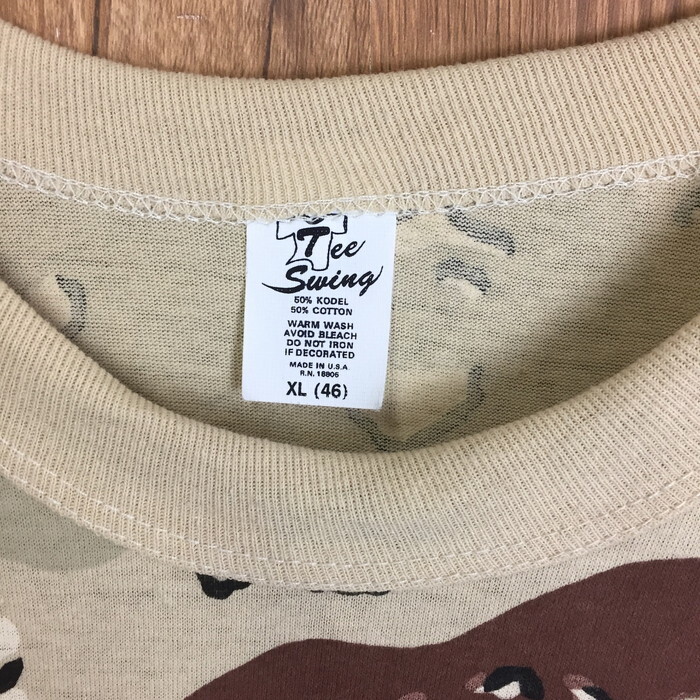 Tee
Swing
50% KODEL
50% COTTON
WARM WASH
AVOID BLEACH
DO NOT IRON
IF DECORATED
MADE IN U.S.A
R.N. 18806
XL (46)